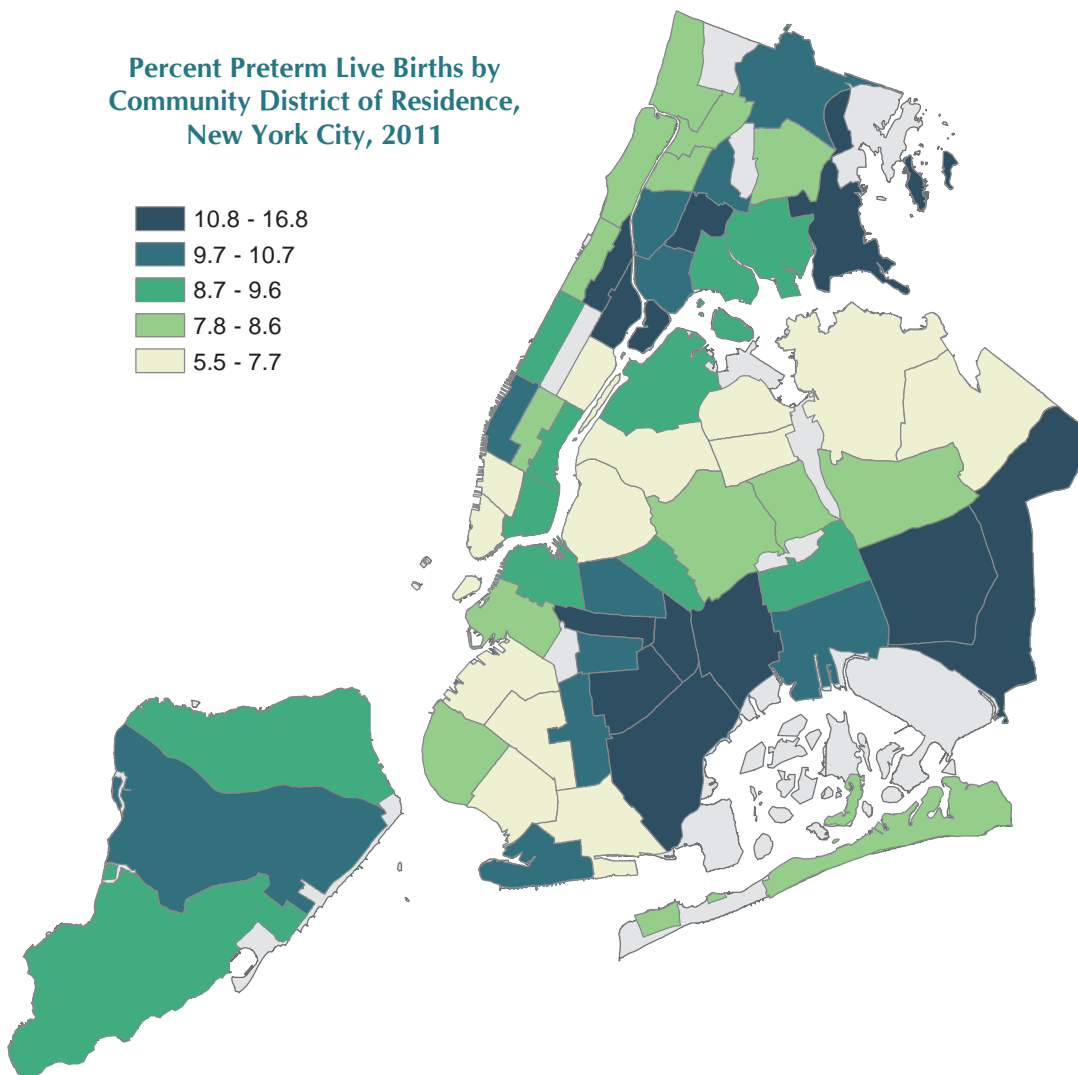 Percent Preterm Live Births by
Community District of Residence,
New York City, 2011
10.8 - 16.8
9.7 - 10.7
8.7 - 9.6
7.8 - 8.6
5.5 - 7.7